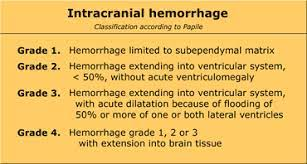 Intracranial hemorrhage
Classification according to Papile
Grade 1. Hemorrhage limited to subependymal matrix
Grade 2. Hemorrhage extending into ventricular system,
< 50%, without acute ventriculomegaly
Grade 3. Hemorrhage extending into ventricular system,
with acute dilatation because of flooding of
50% or more of one or both lateral ventricles
Grade 4. Hemorrhage grade 1, 2 or 3
with extension into brain tissue